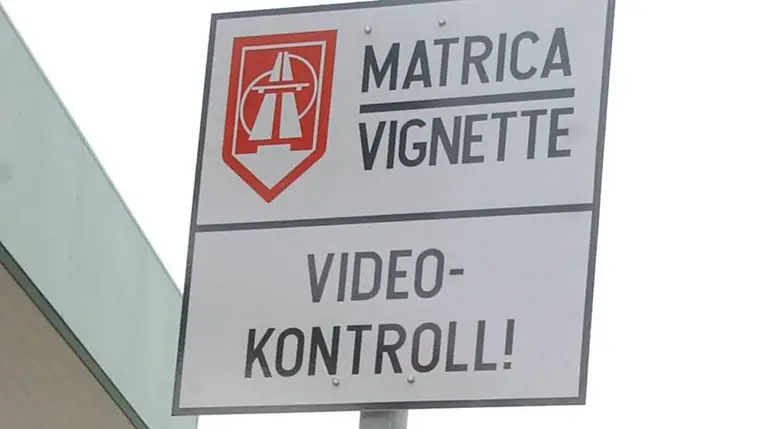 MATRICA
VIGNETTE
VIDEO-
KONTROLL!